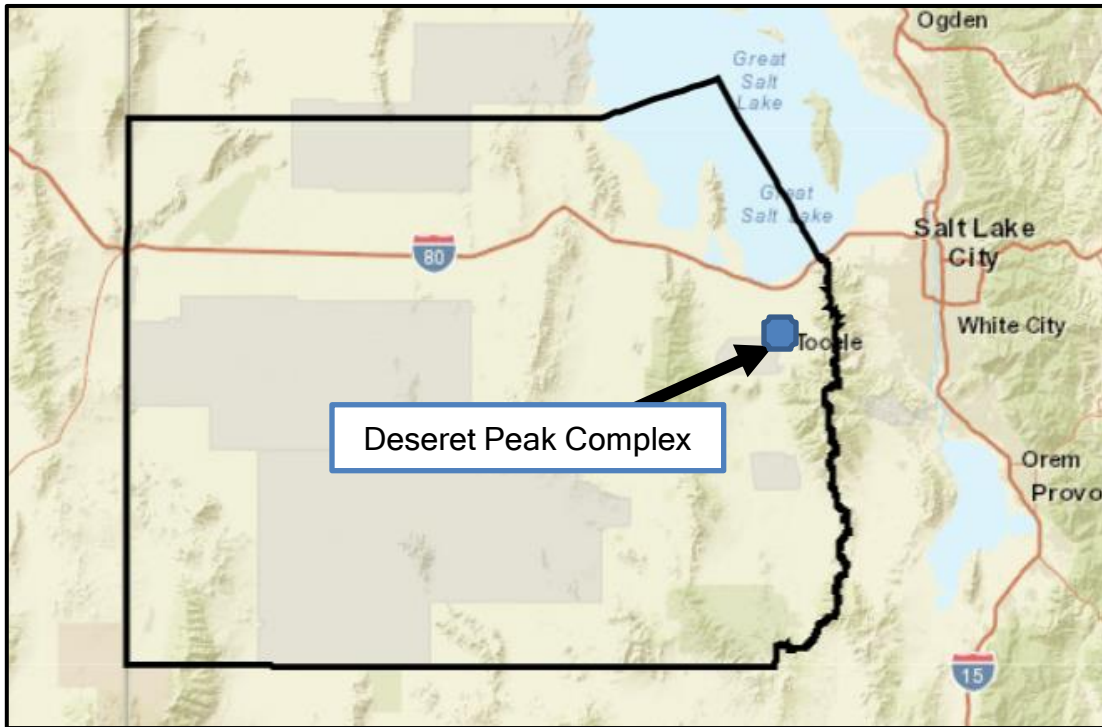 Ogden
Great
Salt
Lake
Great
Salt Lake
Salt Lake
City
80
White City
Tooele
Deseret Peak Complex
Orem
Provo
15